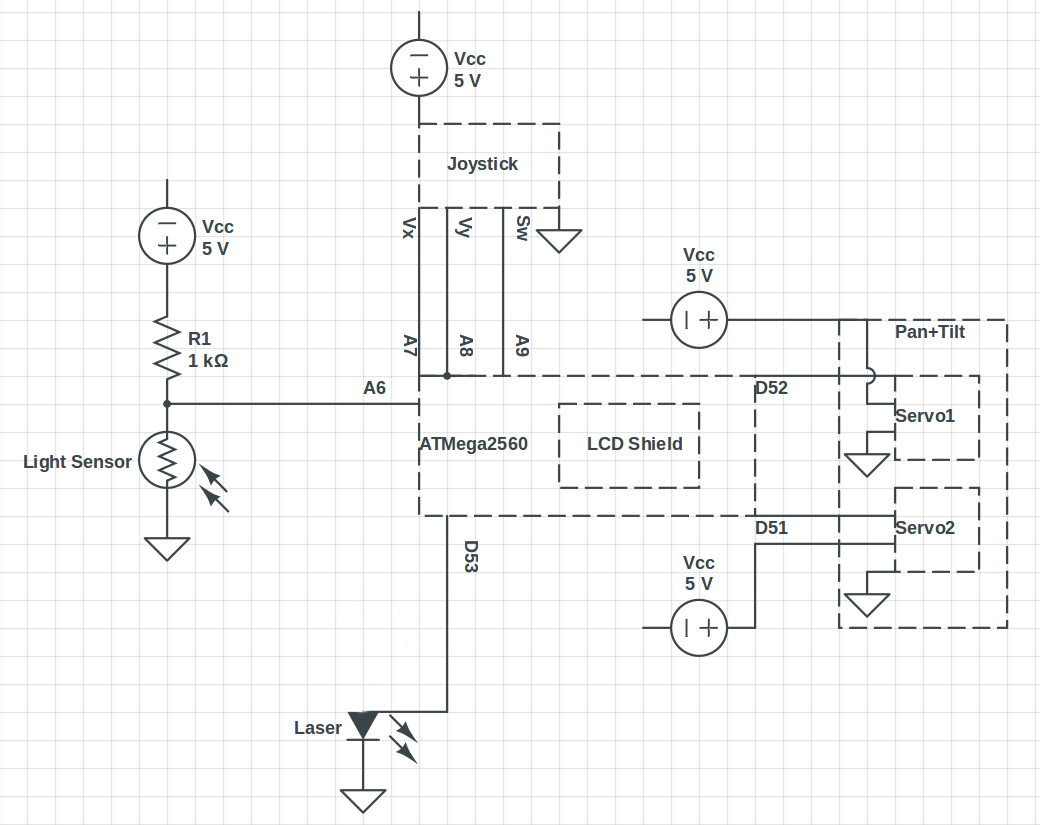 Vcc
5 V
Joystick
Vx
Vy
Sw
Vcc
5 V
Vcc
5 V
R1
1 kΩ
A7
A8
A9
Pan+Tilt
A6
D52
Servo1
ATMega2560
LCD Shield
Light Sensor
D51
Servo2
D53
Vcc
5 V
Laser